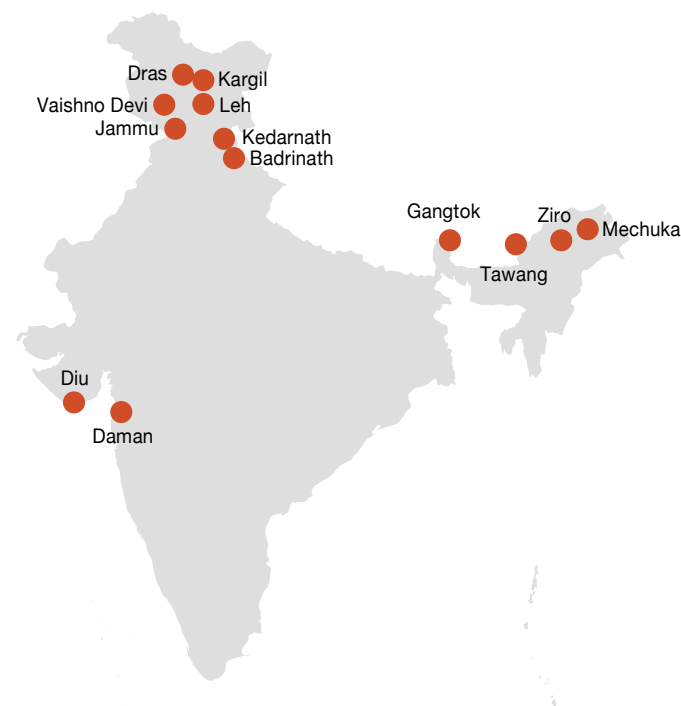 Dras
Kargil
Vaishno Devi
Leh
Jammu
Kedarnath
Badrinath
Gangtok
Ziro
Mechuka
Tawang
Diu
Daman